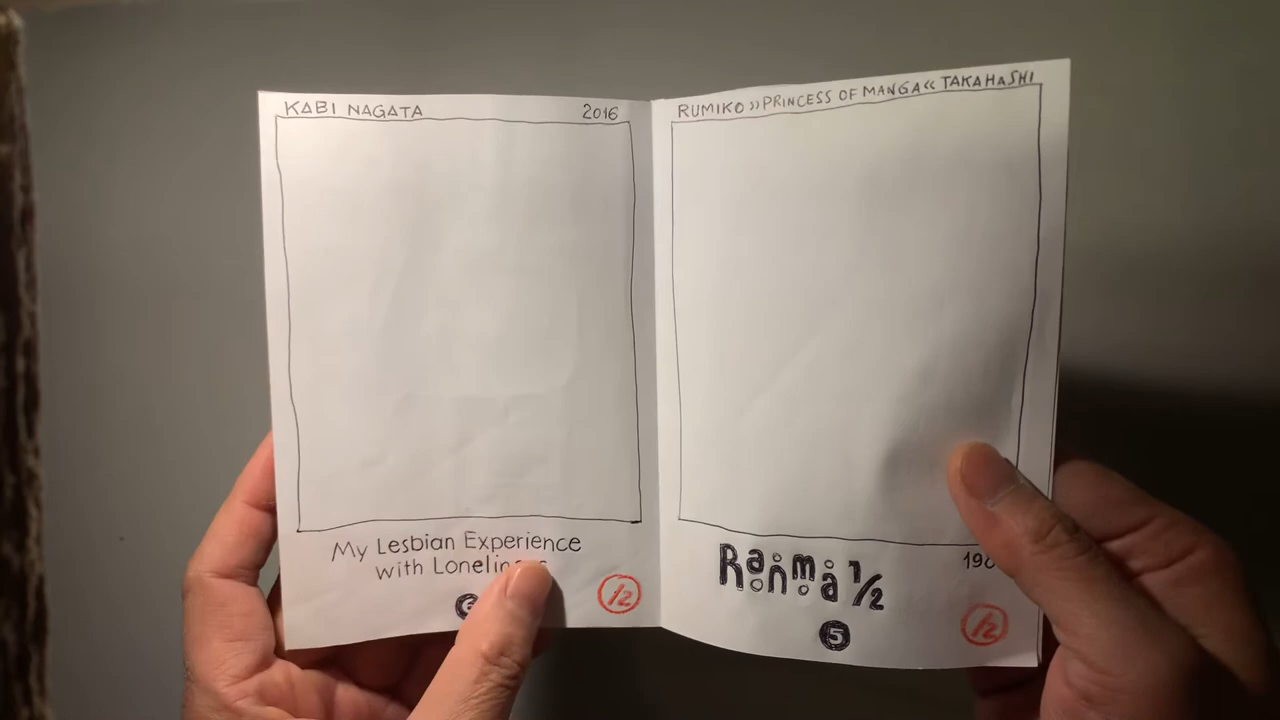 KABI NAGATA 2016
My Lesbian Experience
with
RUMIKO »PRINCESS OF MANGA« TAKAHASHI
Ranma 1/2
5
1/2
1/2